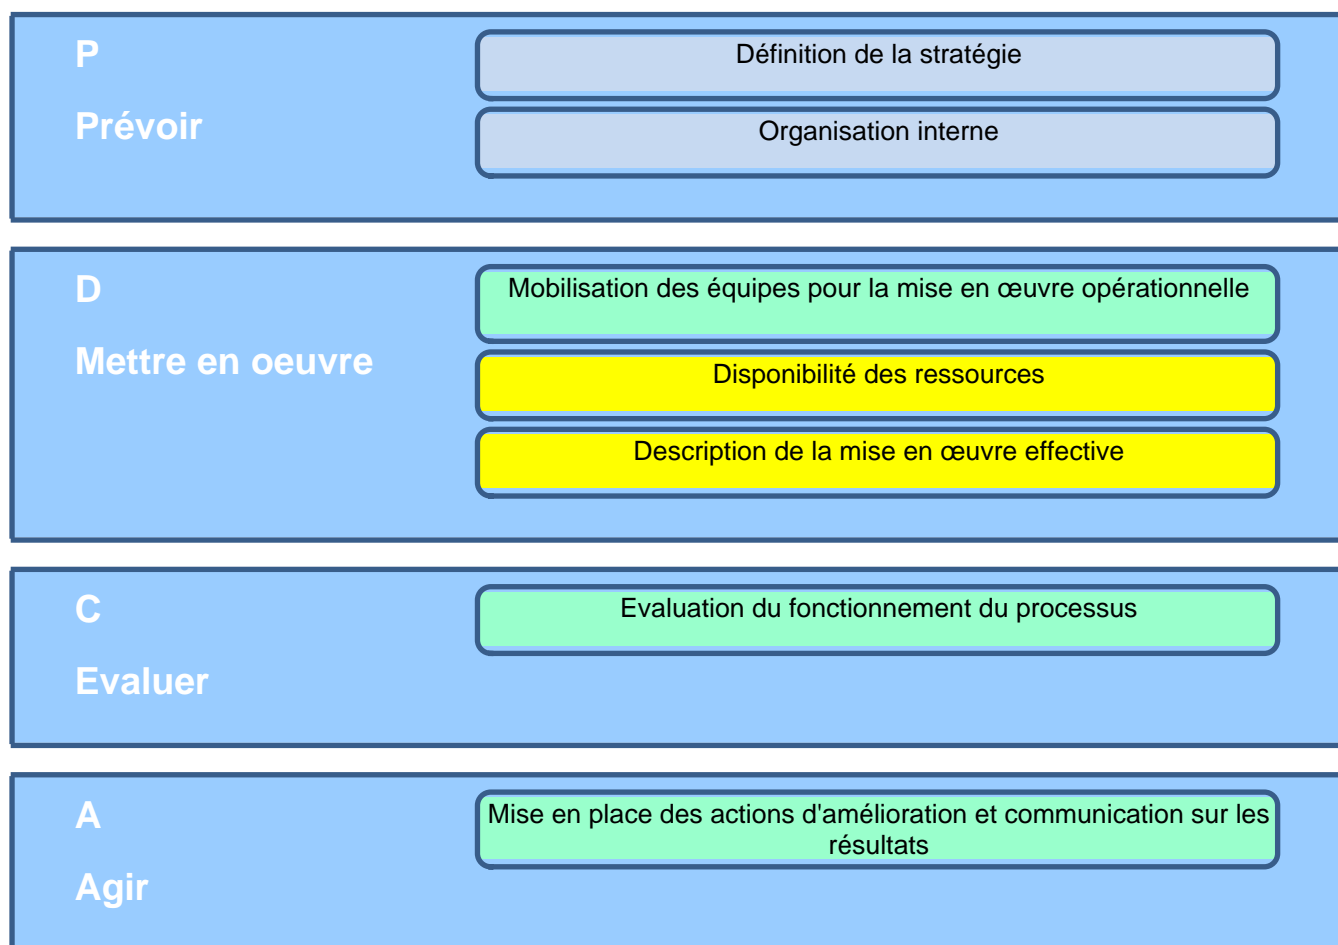 P
Prévoir
Définition de la stratégie
Organisation interne
D
Mettre en oeuvre
Mobilisation des équipes pour la mise en œuvre opérationnelle
Disponibilité des ressources
Description de la mise en œuvre effective
C
Evaluer
Evaluation du fonctionnement du processus
A
Agir
Mise en place des actions d'amélioration et communication sur les
résultats